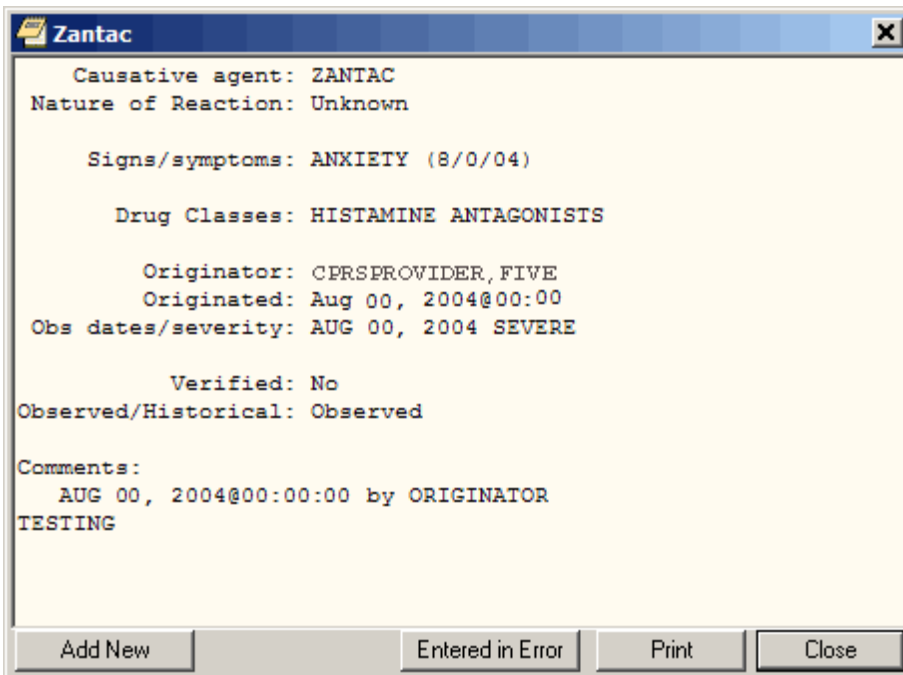 Zantac
Causative agent: ZANTAC
Nature of Reaction: Unknown
Signs/symptoms: ANXIETY (8/0/04)
Drug Classes: HISTAMINE ANTAGONISTS
Originator: CPRSPROVIDER,FIVE
Originated: Aug 00, 2004@00:00
Obs dates/severity: AUG 00, 2004 SEVERE
Verified: No
Observed/Historical: Observed
Comments:
AUG 00, 2004@00:00:00 by ORIGINATOR
TESTING
Add New Entered in Error Print Close